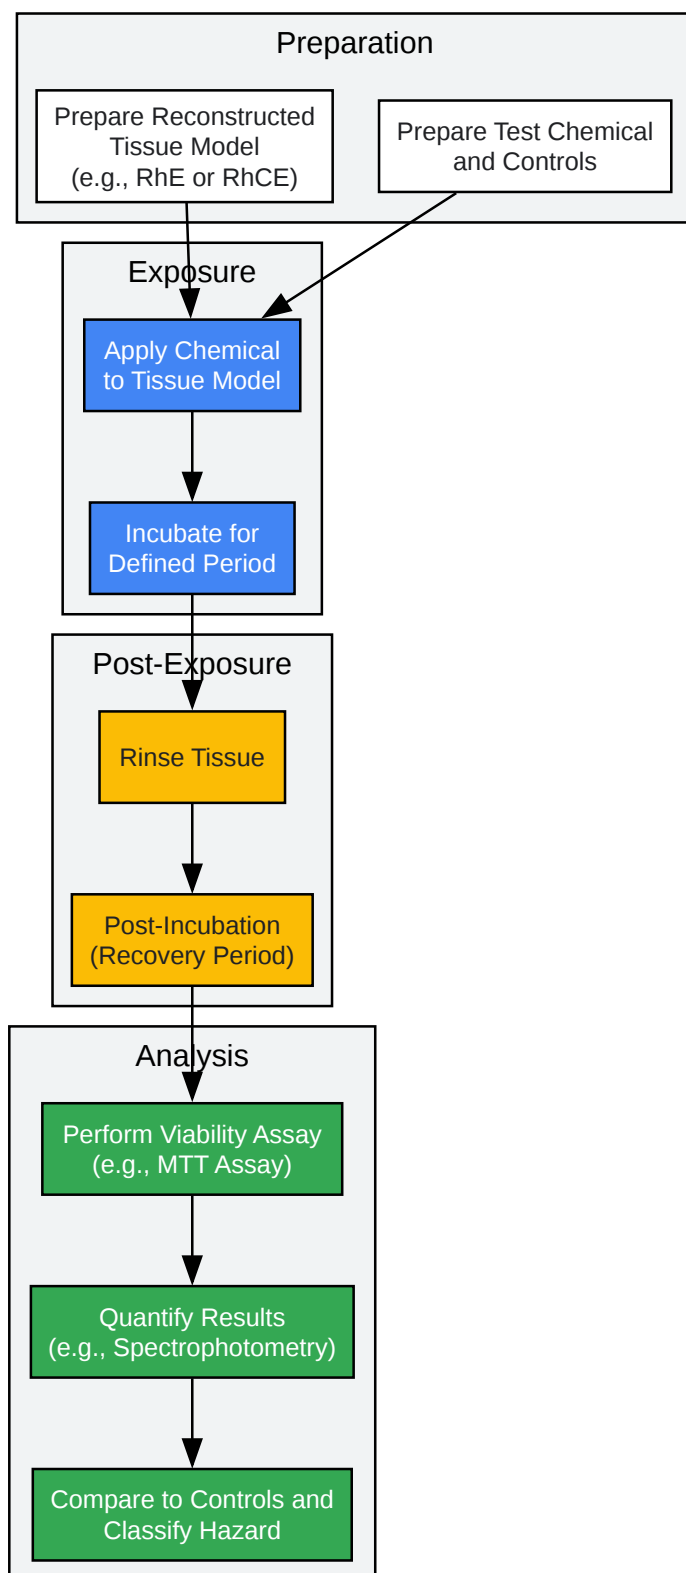 Preparation
Prepare Reconstructed
Tissue Model
(e.g., RhE or RhCE)
Prepare Test Chemical
and Controls
Exposure
Apply Chemical
to Tissue Model
Incubate for
Defined Period
Post-Exposure
Rinse Tissue
Post-Incubation
(Recovery Period)
Analysis
Perform Viability Assay
(e.g., MTT Assay)
Quantify Results
(e.g., Spectrophotometry)
Compare to Controls and
Classify Hazard